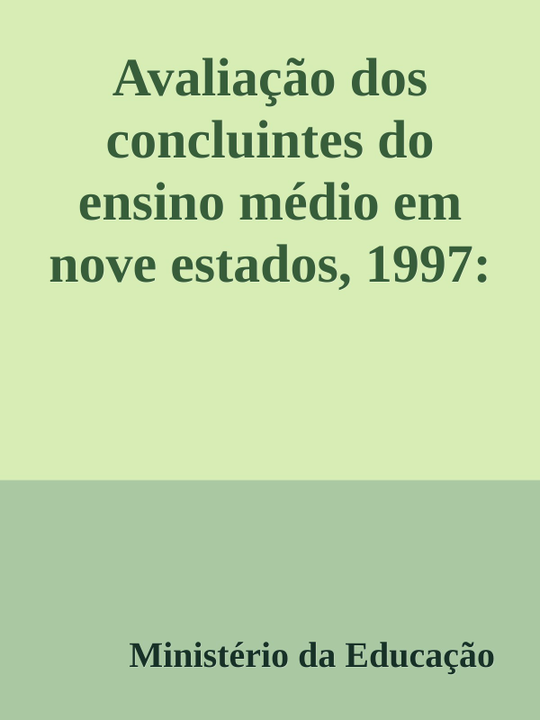 Avaliação dos
concluintes do
ensino médio em
nove estados, 1997:
Ministério da Educação